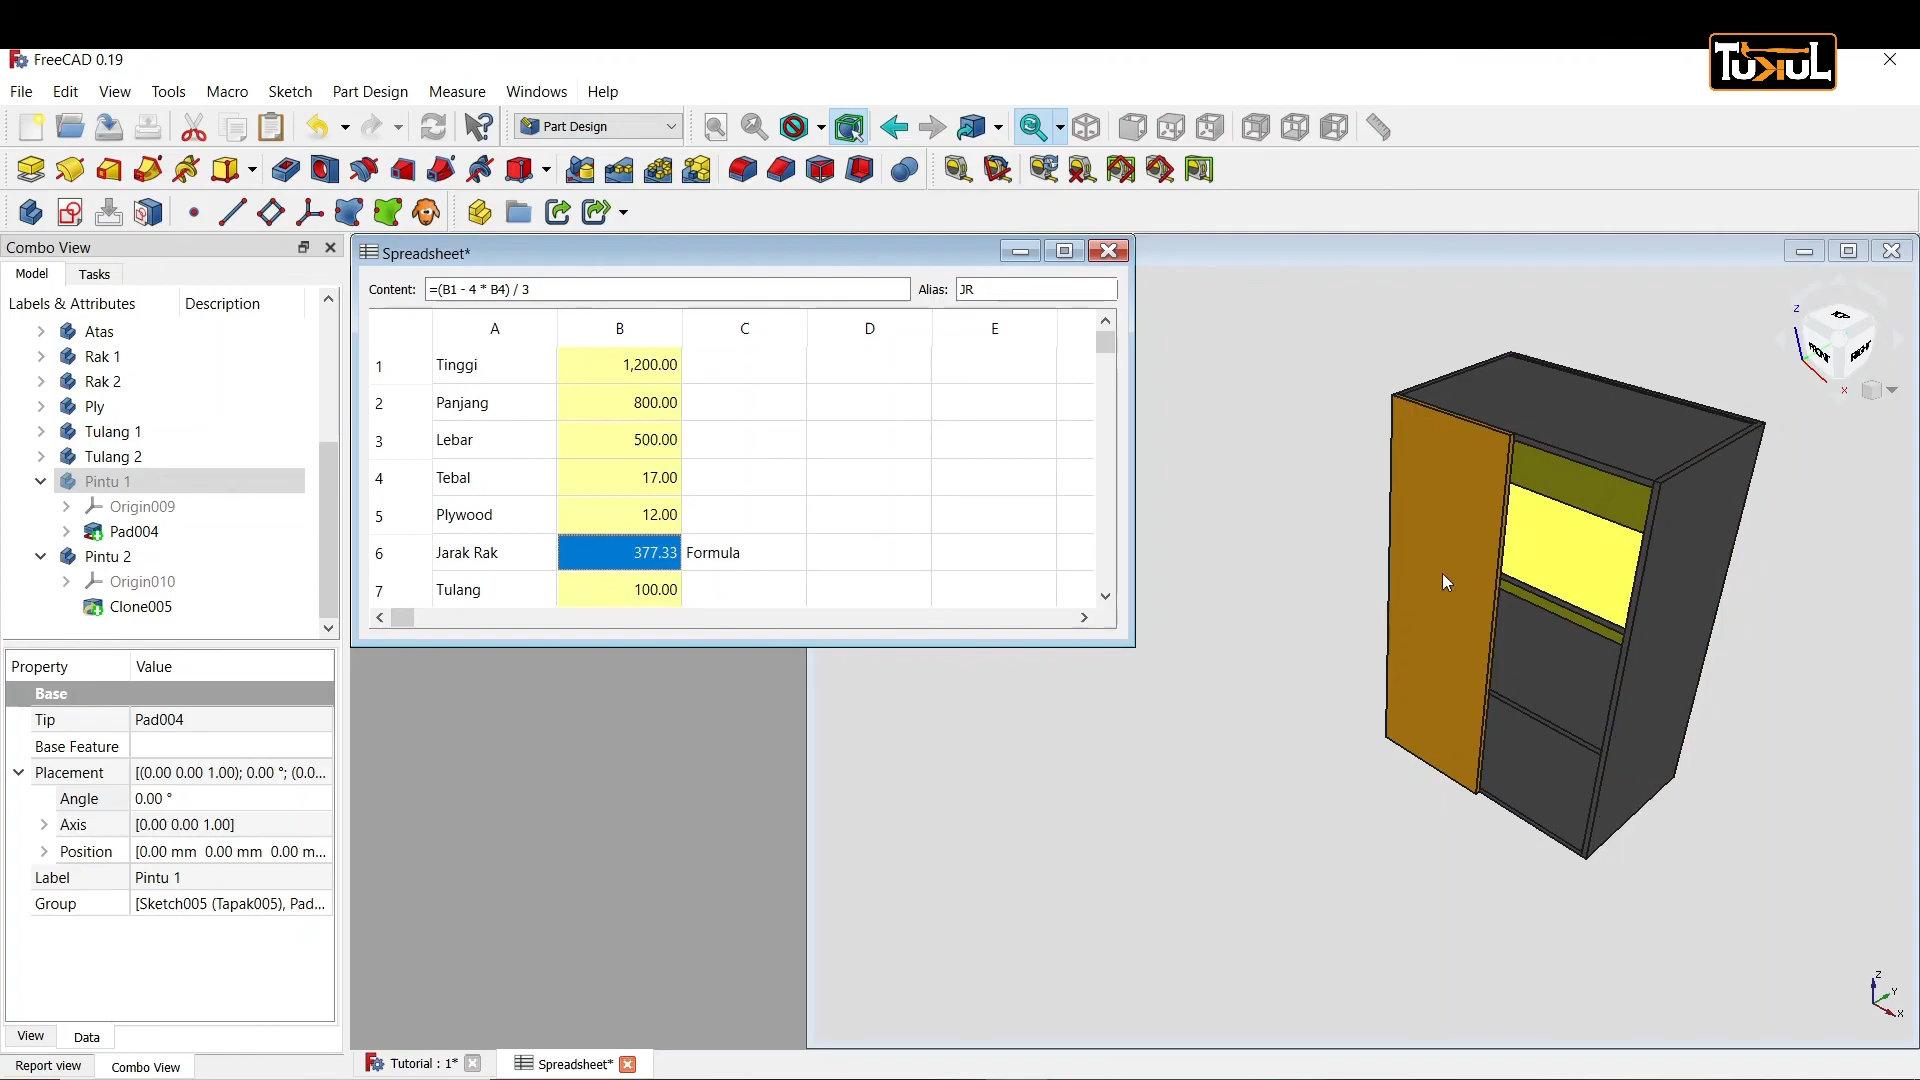 TUKUL
FreeCAD 0.19
File Edit View Tools Macro Sketch Part Design Measure Windows Help
Part Design
Combo View
Model Tasks
Labels & Attributes Description
Atas
Rak 1
Rak 2
Ply
Tulang 1
Tulang 2
Pintu 1
Origin009
Pad004
Pintu 2
Origin010
Clone005
Property Value
Base
Tip Pad004
Base Feature
Placement [(0.00 0.00 1.00); 0.00 °; (0.0...
Angle 0.00 °
Axis [0.00 0.00 1.00]
Position [0.00 mm 0.00 mm 0.00 m...
Label Pintu 1
Group [Sketch005 (Tapak005), Pad...
View Data
Report view Combo View
Spreadsheet*
Content: =(B1 - 4 * B4) / 3 Alias: JR
A B C D E
1 Tinggi 1,200.00
2 Panjang 800.00
3 Lebar 500.00
4 Tebal 17.00
5 Plywood 12.00
6 Jarak Rak 377.33 Formula
7 Tulang 100.00
Z
TOP
FRONT RIGHT
X
Z
Y
X
Tutorial : 1* Spreadsheet*